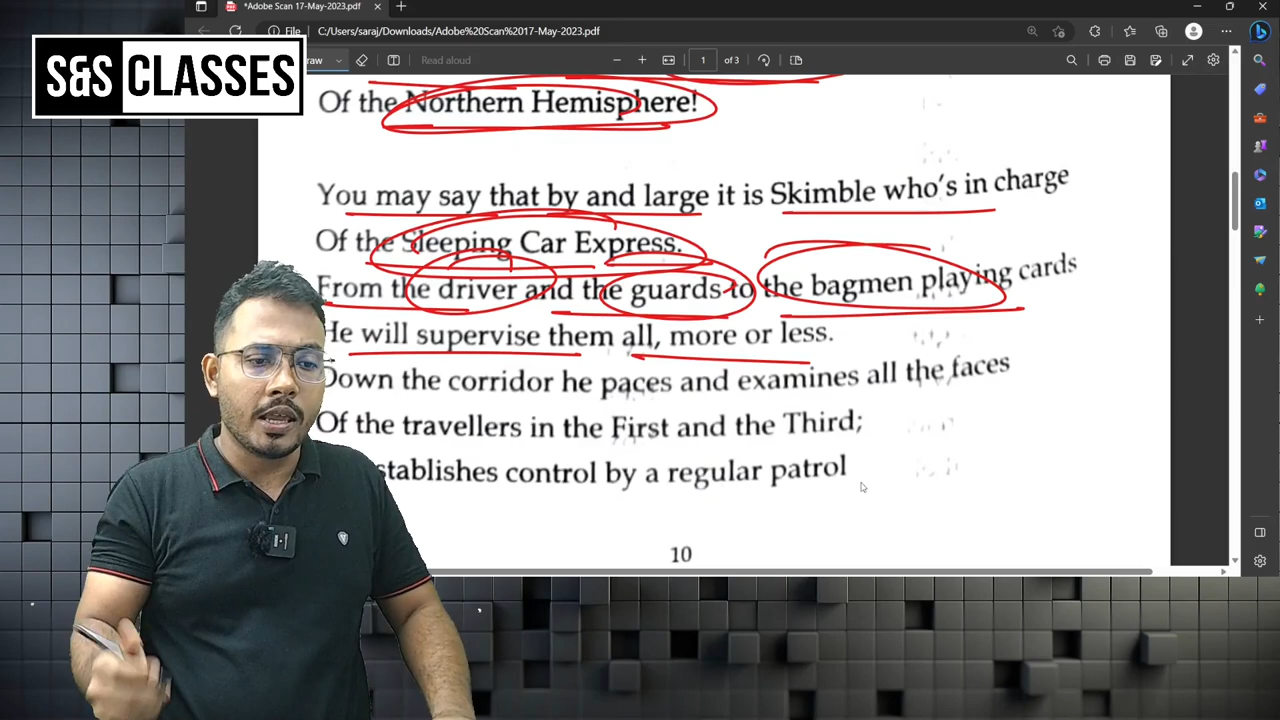 *Adobe Scan 17-May-2023.pdf
File
C:/Users/saraj/Downloads/Adobe%20Scan%2017-May-2023.pdf
raw
Read aloud
1
of 3
S&S CLASSES
Of the Northern Hemisphere!
You may say that by and large it is Skimble who's in charge
Of the Sleeping Car Express.
From the driver and the guards to the bagmen playing cards
He will supervise them all, more or less.
Down the corridor he paces and examines all the faces
Of the travellers in the First and the Third;
stablishes control by a regular patrol
10